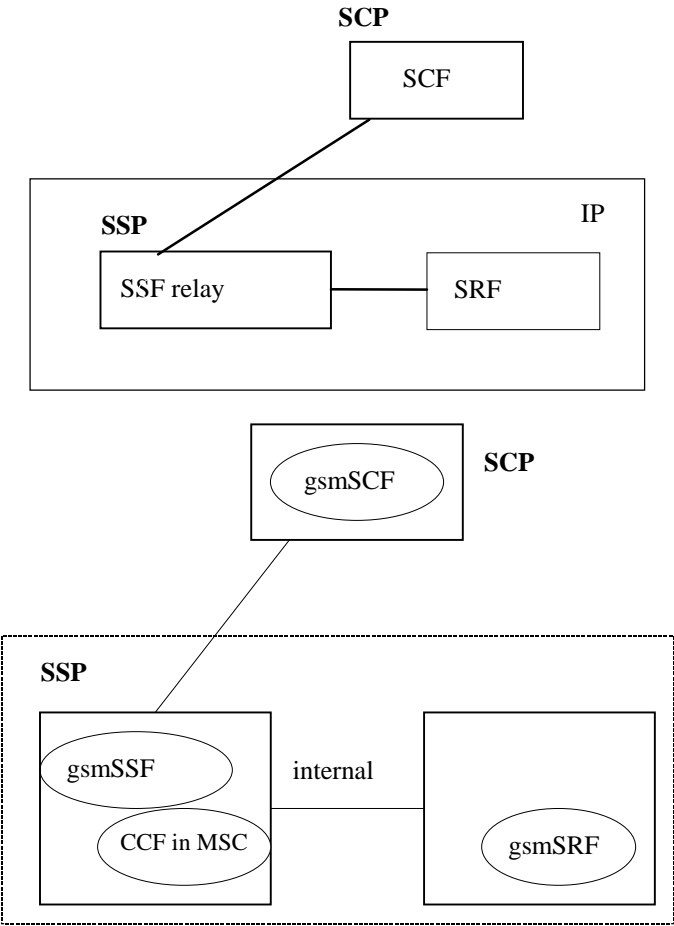 SCP
SCF
IP
SSP
SSF relay
SRF
gsmSCF
SCP
SSP
gsmSSF
internal
CCF in MSC
gsmSRF